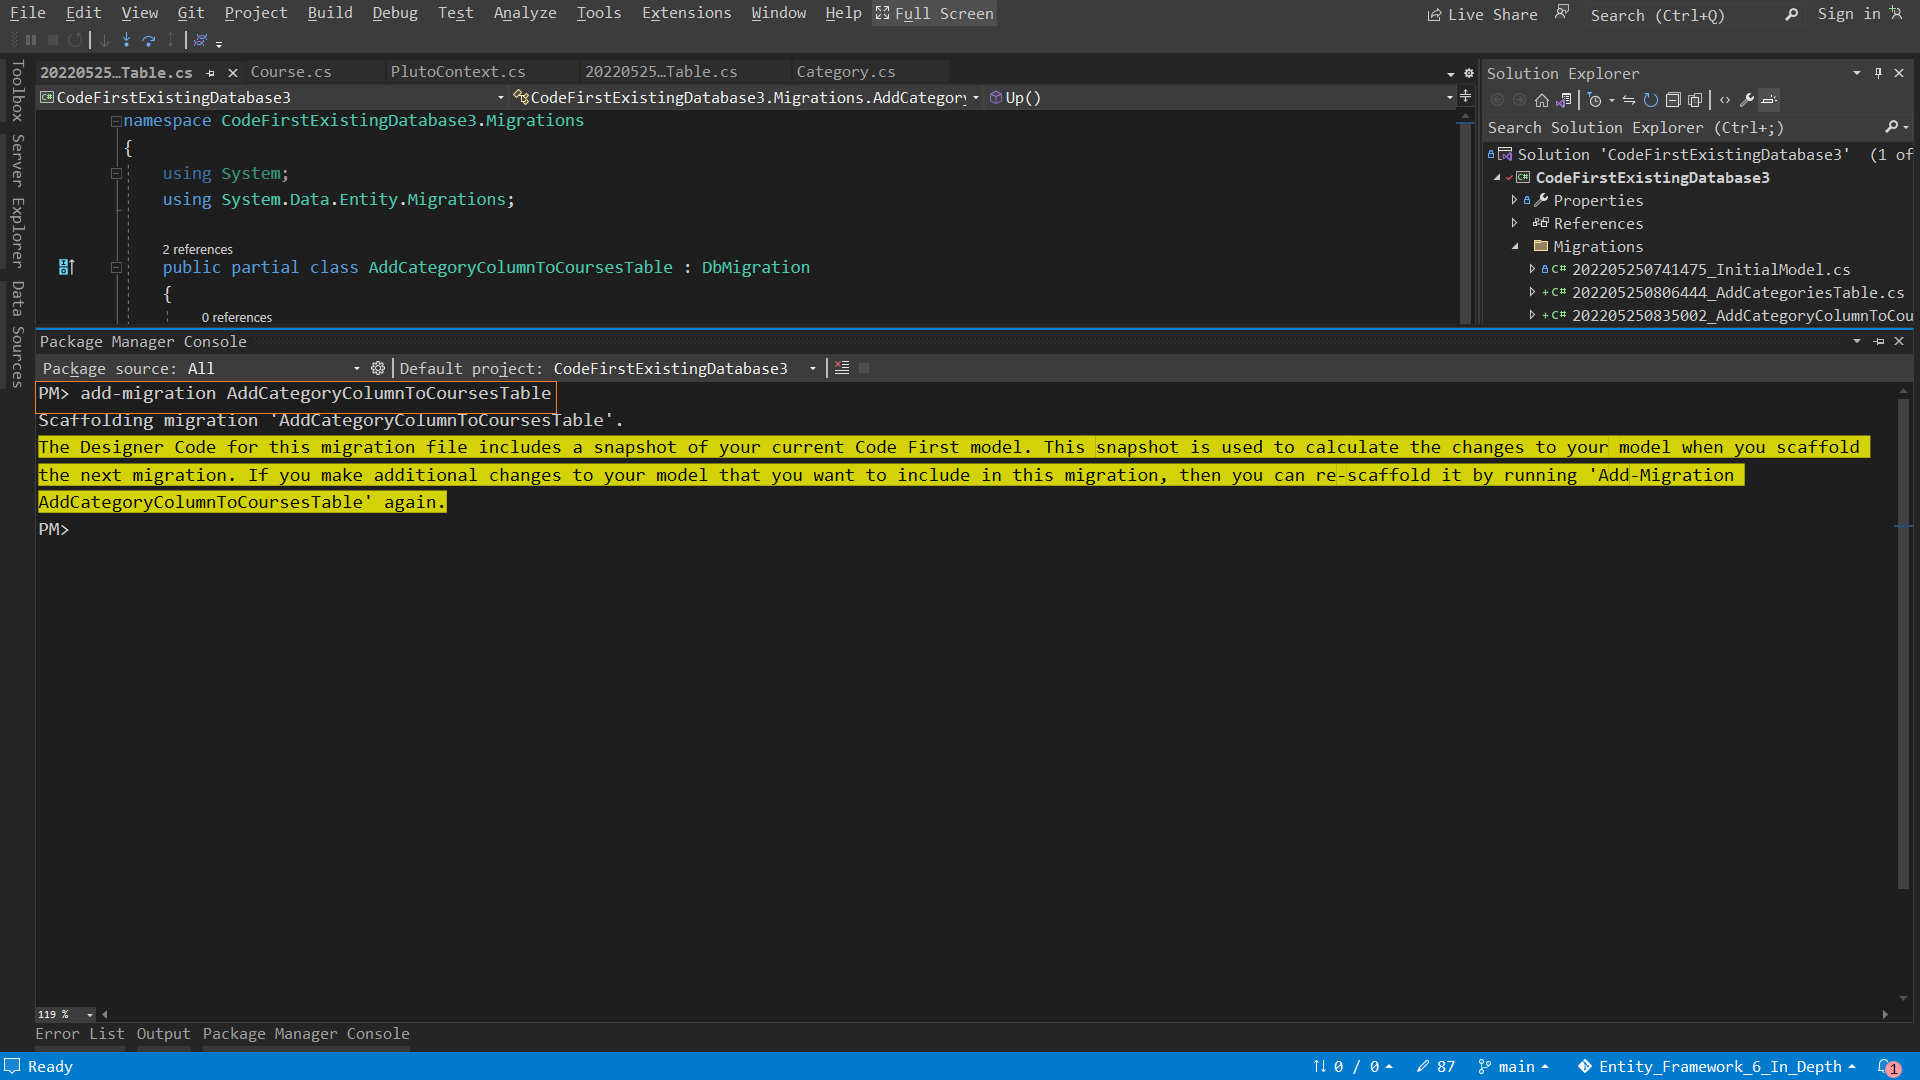 File Edit View Git Project Build Debug Test Analyze Tools Extensions Window Help Full Screen Live Share Search (Ctrl+Q) Sign in
20220525…Table.cs Course.cs PlutoContext.cs 20220525…Table.cs Category.cs
CodeFirstExistingDatabase3 CodeFirstExistingDatabase3.Migrations.AddCategory Up()
namespace CodeFirstExistingDatabase3.Migrations
{
using System;
using System.Data.Entity.Migrations;
2 references
public partial class AddCategoryColumnToCoursesTable : DbMigration
{
0 references
Toolbox
Server Explorer
Data Sources
Solution Explorer
Search Solution Explorer (Ctrl+;)
Solution 'CodeFirstExistingDatabase3' (1 of
C# CodeFirstExistingDatabase3
Properties
References
Migrations
C# 202205250741475_InitialModel.cs
C# 202205250806444_AddCategoriesTable.cs
C# 202205250835002_AddCategoryColumnToCou
Package Manager Console
Package source: All Default project: CodeFirstExistingDatabase3
PM> add-migration AddCategoryColumnToCoursesTable
Scaffolding migration 'AddCategoryColumnToCoursesTable'.
The Designer Code for this migration file includes a snapshot of your current Code First model. This snapshot is used to calculate the changes to your model when you scaffold
the next migration. If you make additional changes to your model that you want to include in this migration, then you can re-scaffold it by running 'Add-Migration
AddCategoryColumnToCoursesTable' again.
PM>
119 %
Error List Output Package Manager Console
Ready 0 / 0 87 main Entity_Framework_6_In_Depth 1